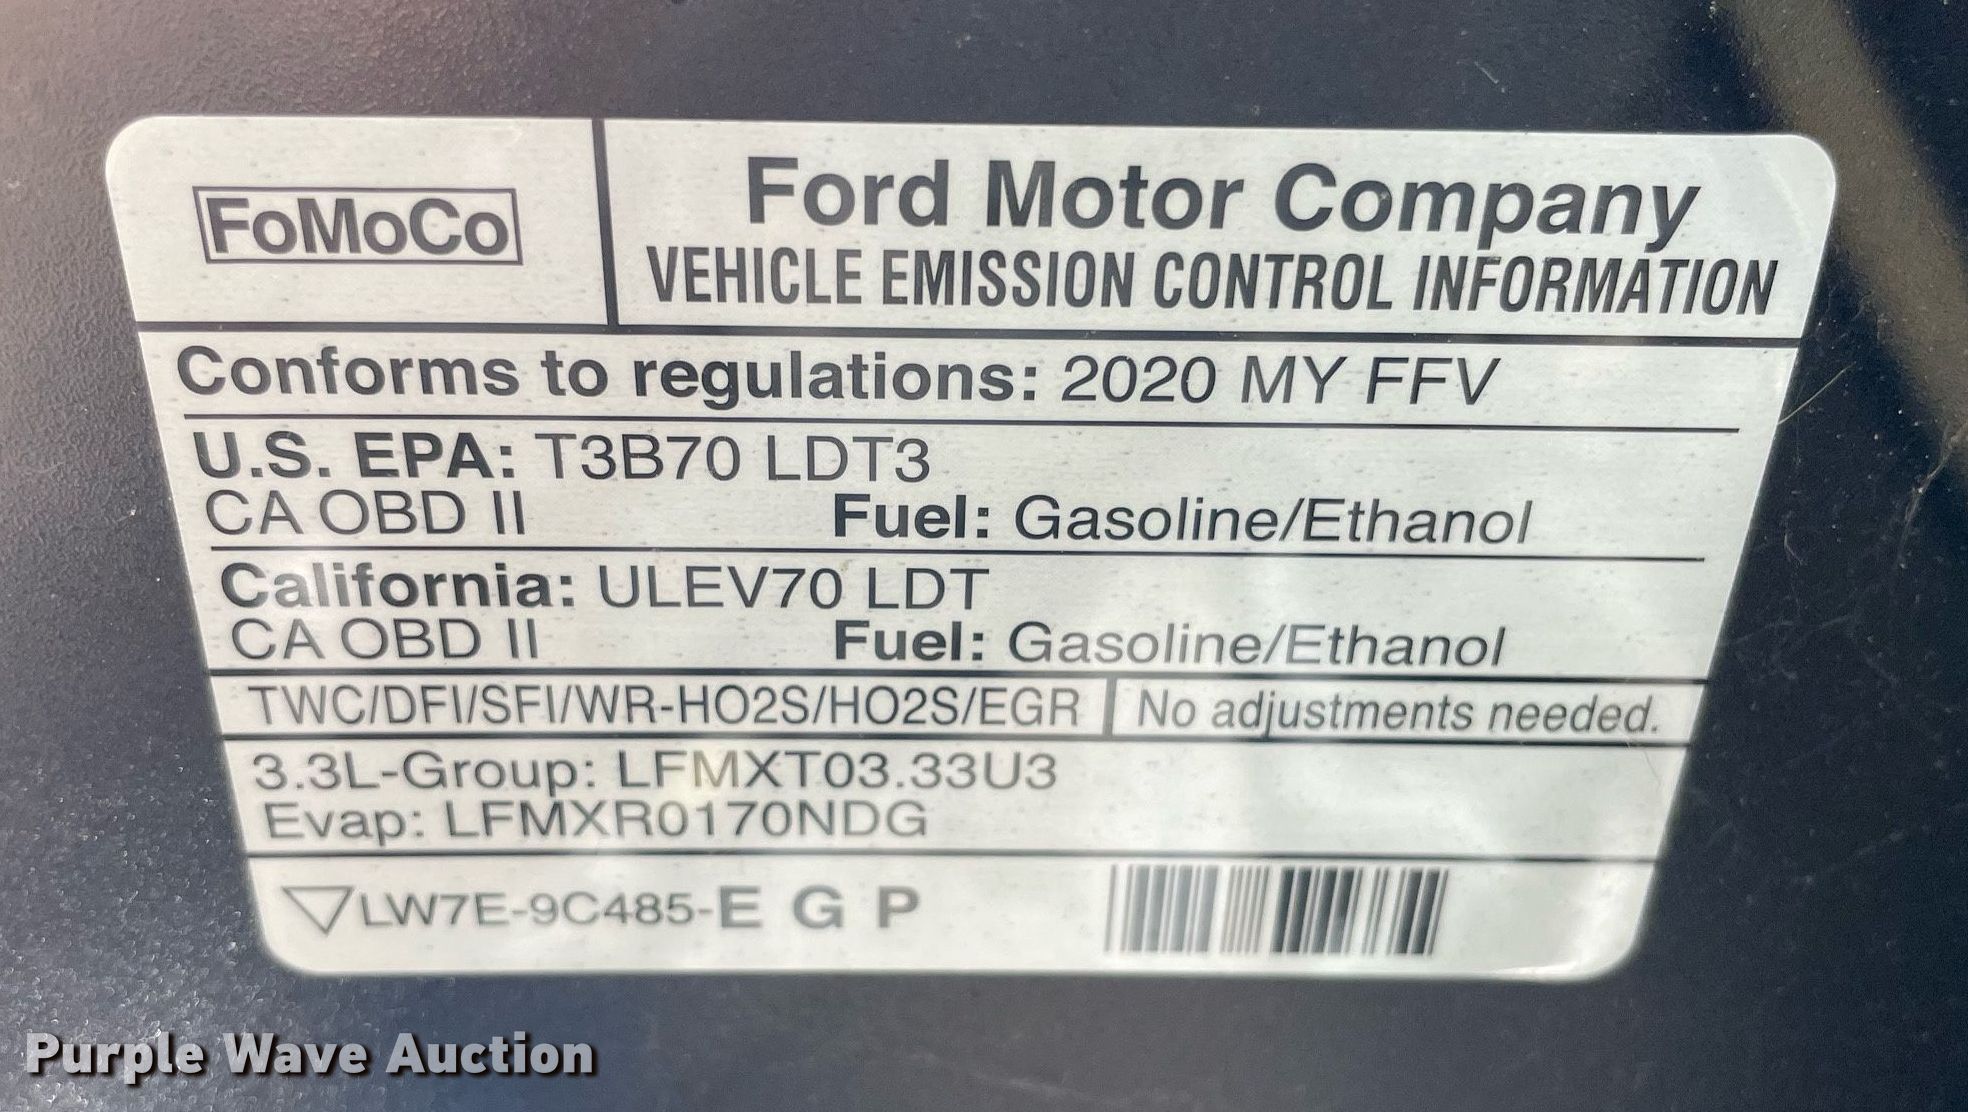 FoMoCo
Ford Motor Company
VEHICLE EMISSION CONTROL INFORMATION
Conforms to regulations: 2020 MY FFV
U.S. EPA: T3B70 LDT3
CA OBD II Fuel: Gasoline/Ethanol
California: ULEV70 LDT
CA OBD II Fuel: Gasoline/Ethanol
TWC/DFI/SFI/WR-HO2S/HO2S/EGR No adjustments needed.
3.3L-Group: LFMXT03.33U3
Evap: LFMXR0170NDG
LW7E-9C485-E G P
Purple Wave Auction